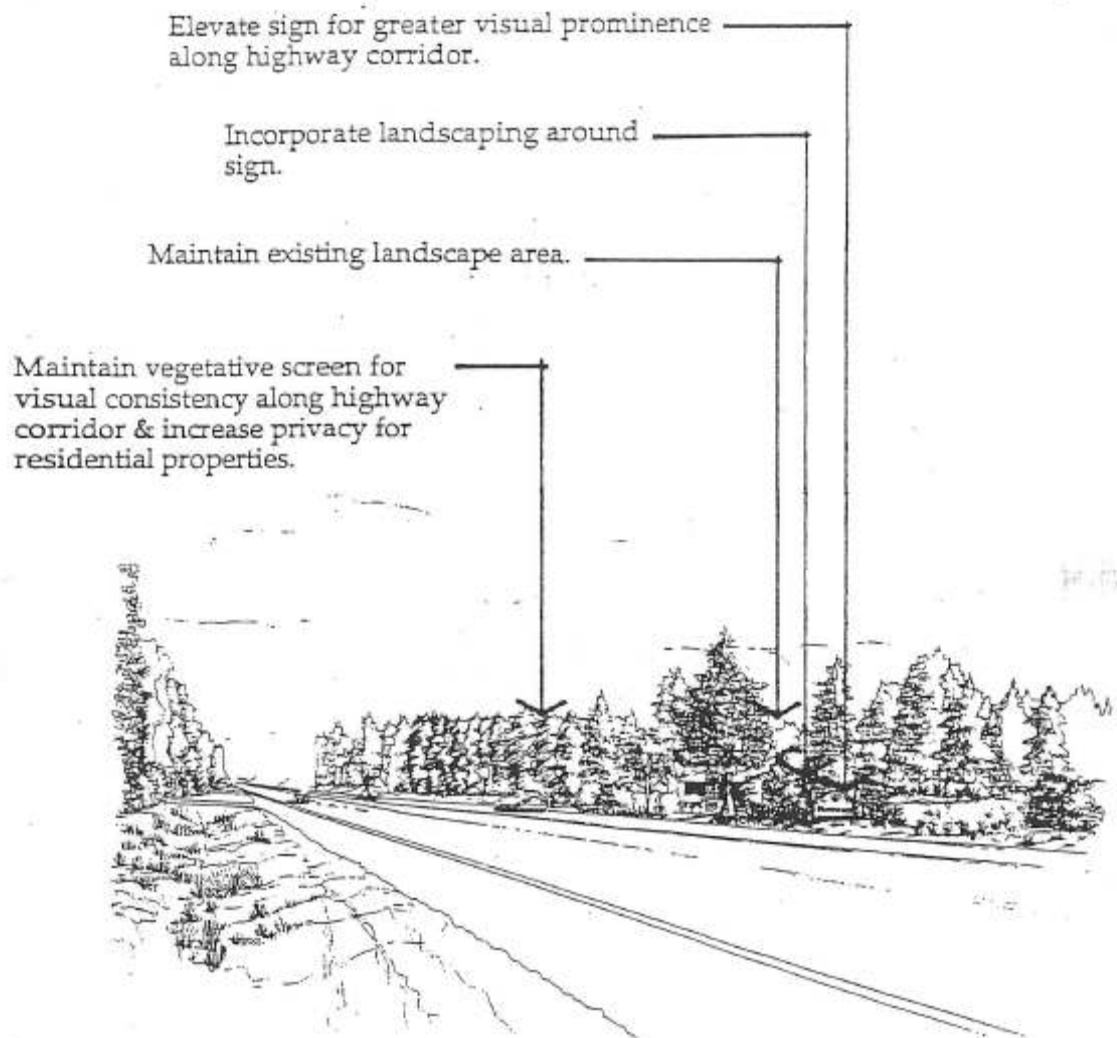 Elevate sign for greater visual prominence
along highway corridor.
Incorporate landscaping around
sign.
Maintain existing landscape area.
Maintain vegetative screen for
visual consistency along highway
corridor & increase privacy for
residential properties.